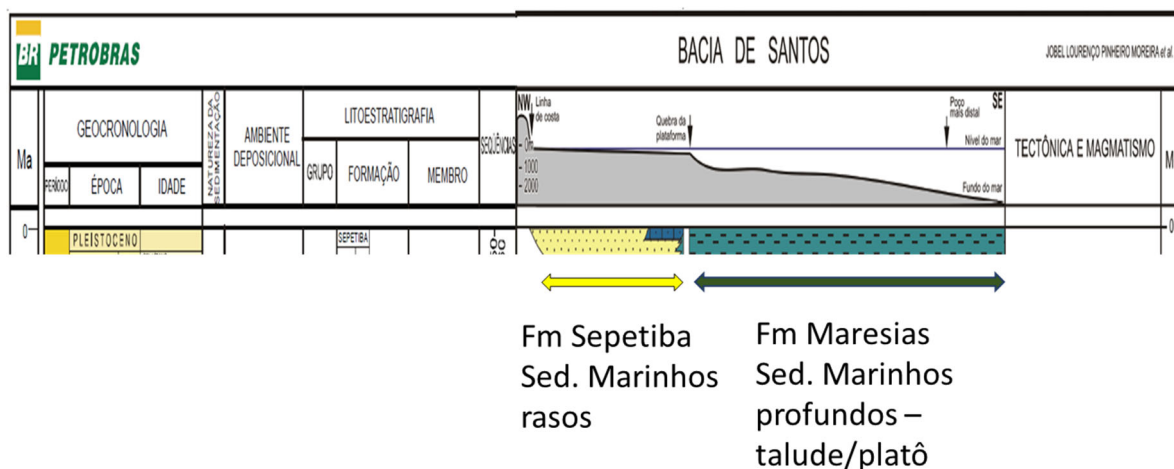 BR PETROBRAS
BACIA DE SANTOS
JOBEL LOURENÇO PINHEIRO MOREIRA et al.
Ma
GEOCRONOLOGIA
PERÍODO
ÉPOCA
IDADE
NATUREZA DA
SEDIMENTAÇÃO
AMBIENTE
DEPOSICIONAL
LITOESTRATIGRAFIA
GRUPO
FORMAÇÃO
MEMBRO
SEQÜÊNCIAS
NW
Linha
de costa
0m
1000
2000
Quebra da
plataforma
Poço
mais distal
SE
Nível do mar
Fundo do mar
TECTÔNICA E MAGMATISMO
M
0
PLEISTOCENO
SEPETIBA
0
Fm Sepetiba
Sed. Marinhos
rasos
Fm Maresias
Sed. Marinhos
profundos –
talude/platô